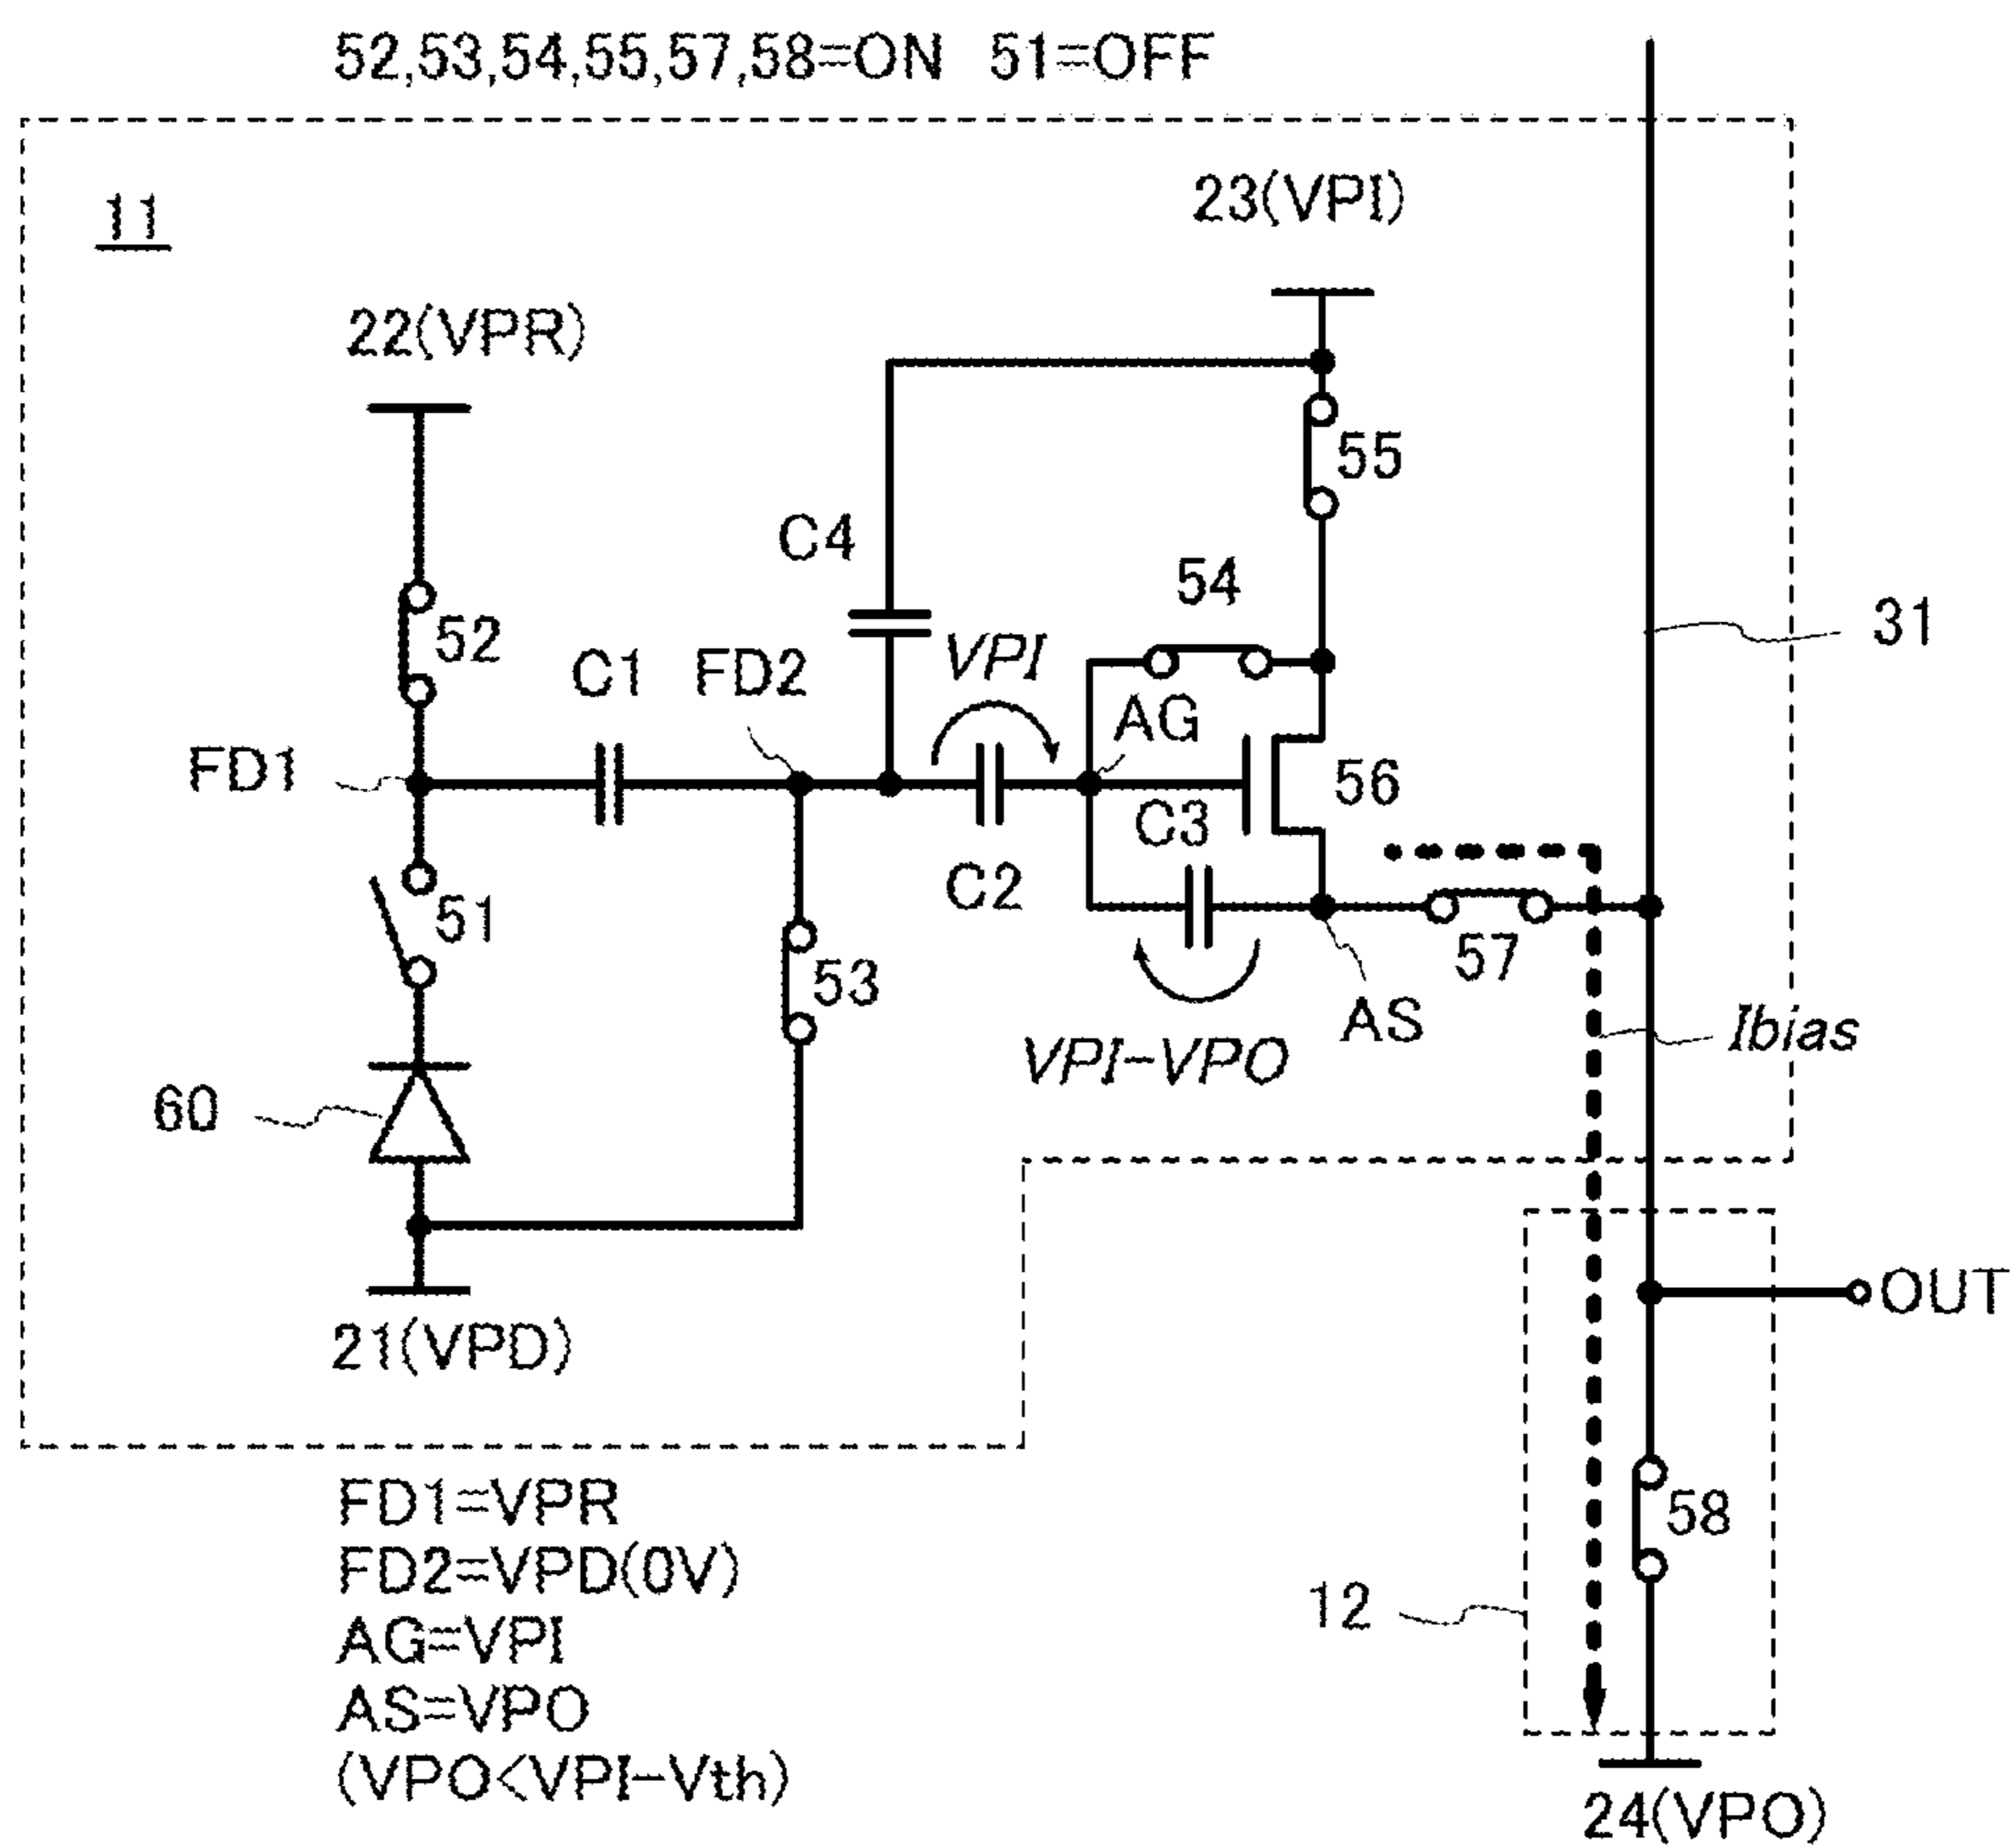 52,53,54,55,57,58=ON 51=OFF
11
23(VPI)
22(VPR)
55
C4
54
52
VPI
31
C1
FD2
AG
FD1
56
C3
C2
51
57
53
AS
Ibias
VPI-VPO
60
OUT
21(VPD)
FD1=VPR
58
FD2=VPD(0V)
12
AG=VPI
AS=VPO
(VPO<VPI-Vth)
24(VPO)